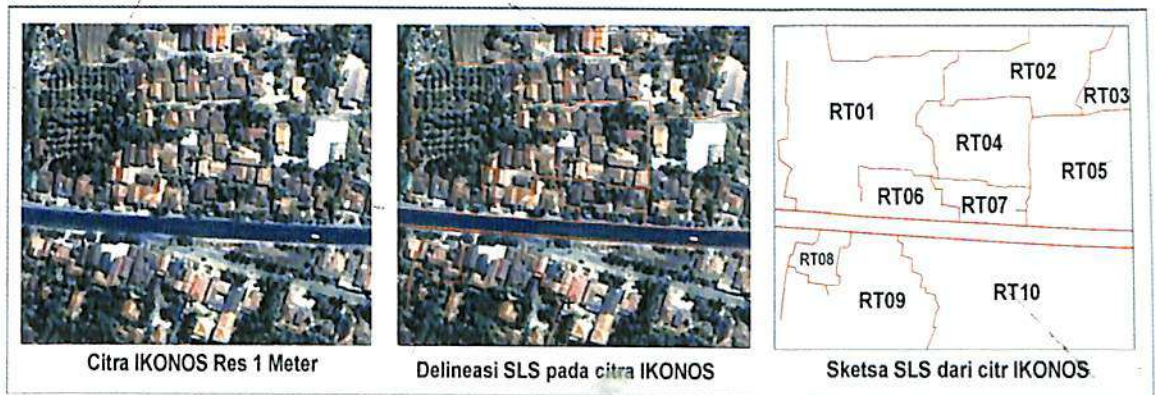 RT01
RT02
RT03
RT04
RT05
RT06
RT07
RT08
RT09
RT10
Citra IKONOS Res 1 Meter
Delineasi SLS pada citra IKONOS
Sketsa SLS dari citr IKONOS